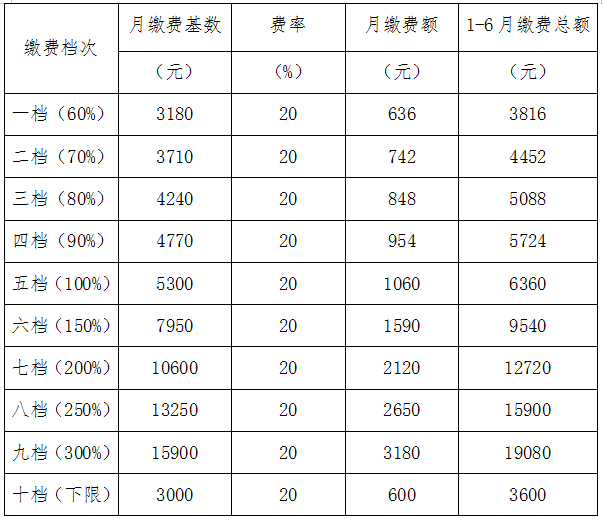 缴费档次 月缴费基数 费率 月缴费额 1-6月缴费总额
（元） （%） （元） （元）
一档（60%） 3180 20 636 3816
二档（70%） 3710 20 742 4452
三档（80%） 4240 20 848 5088
四档（90%） 4770 20 954 5724
五档（100%） 5300 20 1060 6360
六档（150%） 7950 20 1590 9540
七档（200%） 10600 20 2120 12720
八档（250%） 13250 20 2650 15900
九档（300%） 15900 20 3180 19080
十档（下限） 3000 20 600 3600